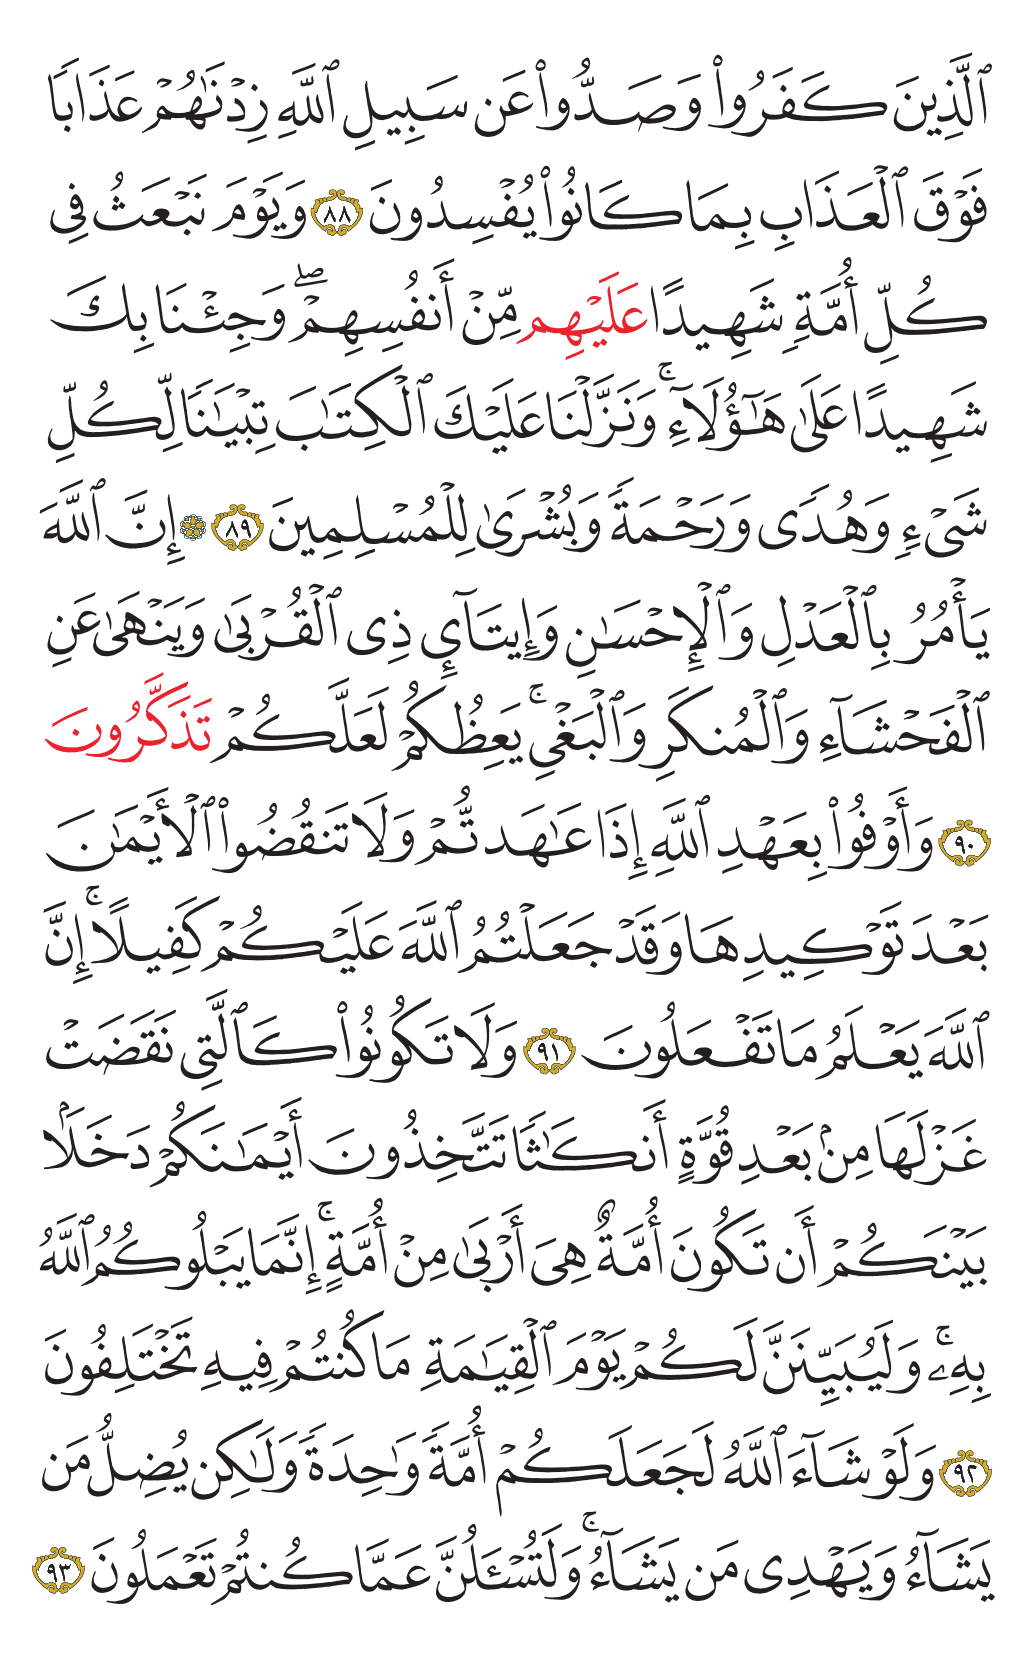 ٱلَّذِينَ كَفَرُوا۟ وَصَدُّوا۟ عَن سَبِيلِ ٱللَّهِ زِدْنَٰهُمْ عَذَابًا
فَوْقَ ٱلْعَذَابِ بِمَا كَانُوا۟ يُفْسِدُونَ ٨٨ وَيَوْمَ نَبْعَثُ فِى
كُلِّ أُمَّةٍ شَهِيدًا عَلَيْهِم مِّنْ أَنفُسِهِمْ ۖ وَجِئْنَا بِكَ
شَهِيدًا عَلَىٰ هَٰٓؤُلَآءِ ۚ وَنَزَّلْنَا عَلَيْكَ ٱلْكِتَٰبَ تِبْيَٰنًا لِّكُلِّ
شَىْءٍ وَهُدًى وَرَحْمَةً وَبُشْرَىٰ لِلْمُسْلِمِينَ ٨٩ ۞ إِنَّ ٱللَّهَ
يَأْمُرُ بِٱلْعَدْلِ وَٱلْإِحْسَٰنِ وَإِيتَآئِ ذِى ٱلْقُرْبَىٰ وَيَنْهَىٰ عَنِ
ٱلْفَحْشَآءِ وَٱلْمُنكَرِ وَٱلْبَغْىِ ۚ يَعِظُكُمْ لَعَلَّكُمْ تَذَكَّرُونَ
٩٠ وَأَوْفُوا۟ بِعَهْدِ ٱللَّهِ إِذَا عَٰهَدتُّمْ وَلَا تَنقُضُوا۟ ٱلْأَيْمَٰنَ
بَعْدَ تَوْكِيدِهَا وَقَدْ جَعَلْتُمُ ٱللَّهَ عَلَيْكُمْ كَفِيلًا ۚ إِنَّ
ٱللَّهَ يَعْلَمُ مَا تَفْعَلُونَ ٩١ وَلَا تَكُونُوا۟ كَٱلَّتِى نَقَضَتْ
غَزْلَهَا مِنۢ بَعْدِ قُوَّةٍ أَنكَٰثًا تَتَّخِذُونَ أَيْمَٰنَكُمْ دَخَلًۢا
بَيْنَكُمْ أَن تَكُونَ أُمَّةٌ هِىَ أَرْبَىٰ مِنْ أُمَّةٍ ۚ إِنَّمَا يَبْلُوكُمُ ٱللَّهُ
بِهِۦ ۚ وَلَيُبَيِّنَنَّ لَكُمْ يَوْمَ ٱلْقِيَٰمَةِ مَا كُنتُمْ فِيهِ تَخْتَلِفُونَ
٩٢ وَلَوْ شَآءَ ٱللَّهُ لَجَعَلَكُمْ أُمَّةً وَٰحِدَةً وَلَٰكِن يُضِلُّ مَن
يَشَآءُ وَيَهْدِى مَن يَشَآءُ ۚ وَلَتُسْـَٔلُنَّ عَمَّا كُنتُمْ تَعْمَلُونَ ٩٣